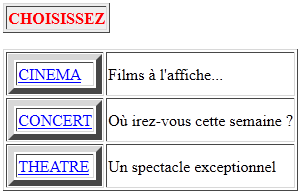 CHOISISSEZ
CINEMA Films à l'affiche...
CONCERT Où irez-vous cette semaine ?
THEATRE Un spectacle exceptionnel